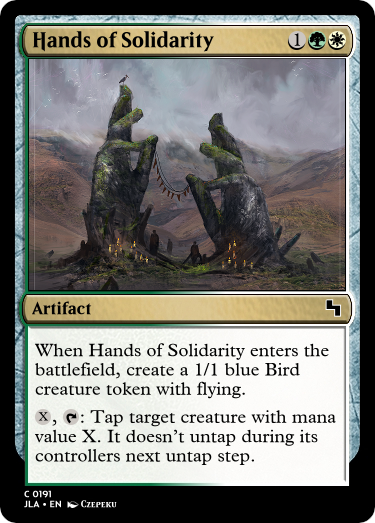 Hands of Solidarity 1
Artifact
When Hands of Solidarity enters the
battlefield, create a 1/1 blue Bird
creature token with flying.
X, : Tap target creature with mana
value X. It doesn't untap during its
controllers next untap step.
C 0191
JLA • EN CZEPEKU